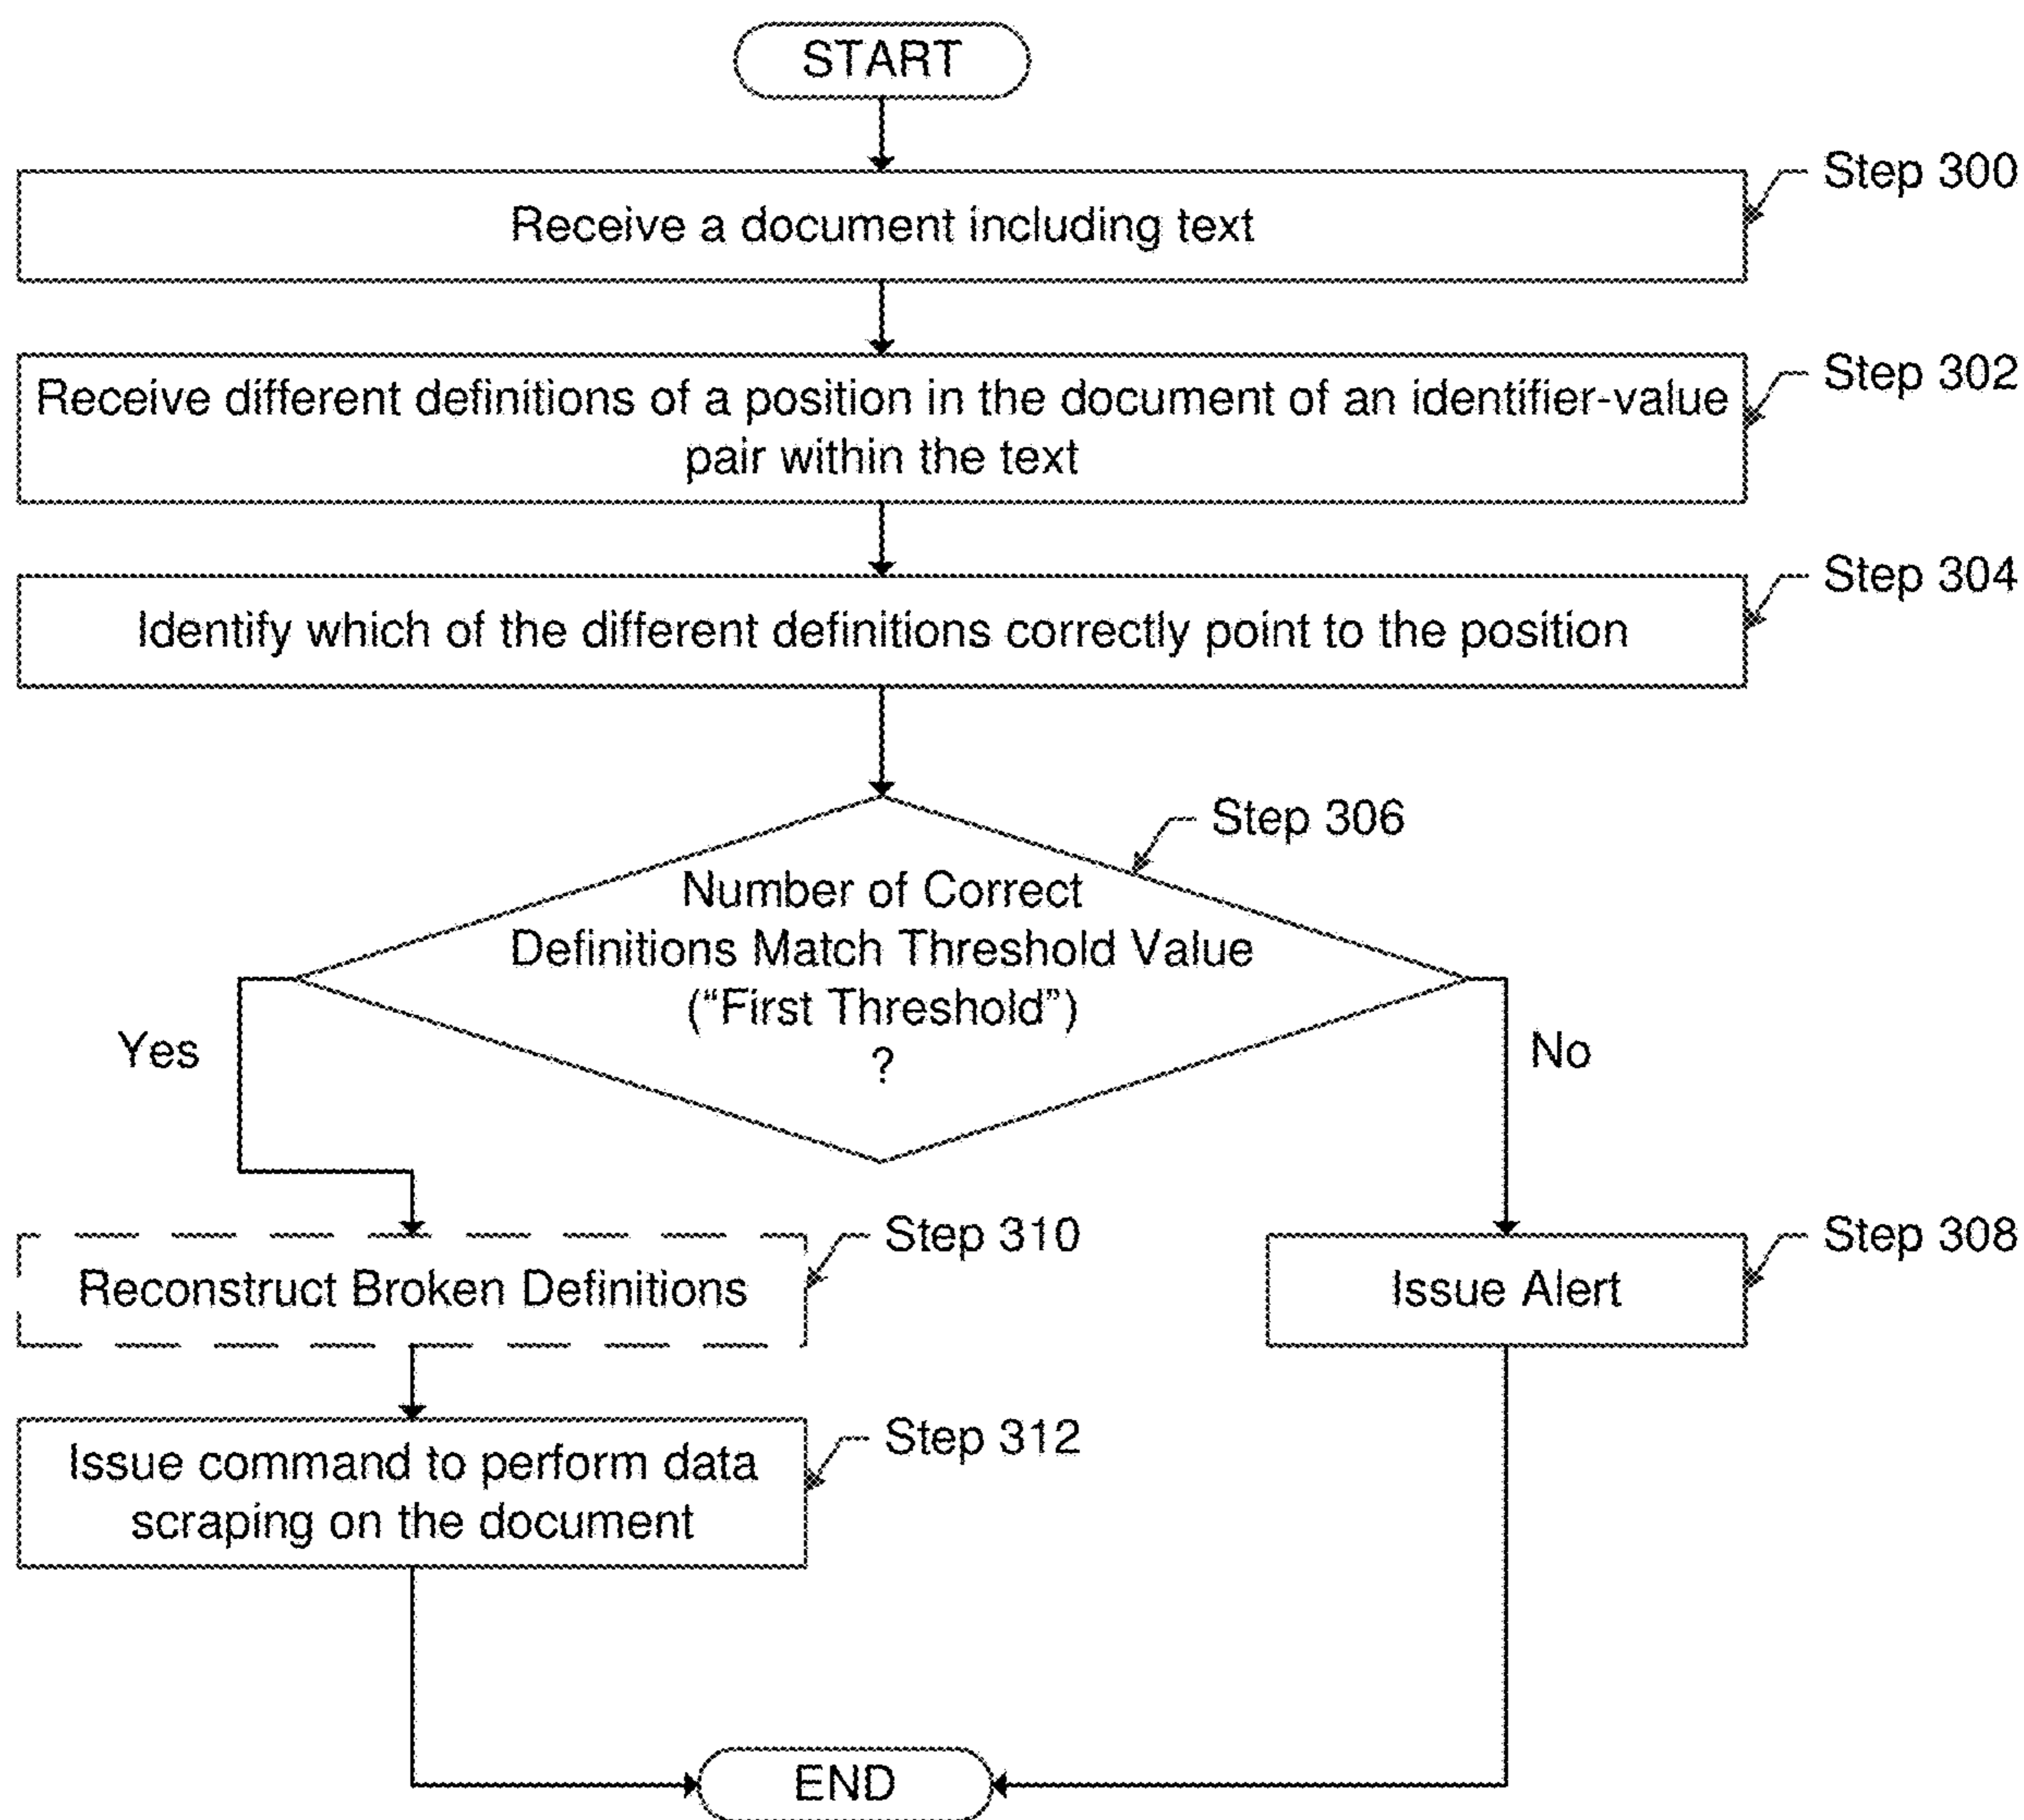 START
Step 300
Receive a document including text
Step 302
Receive different definitions of a position in the document of an identifier-value
pair within the text
Step 304
Identify which of the different definitions correctly point to the position
Step 306
Number of Correct
Definitions Match Threshold Value
(“First Threshold”)
?
Yes
No
Step 310
Reconstruct Broken Definitions
Step 308
Issue Alert
Step 312
Issue command to perform data
scraping on the document
END